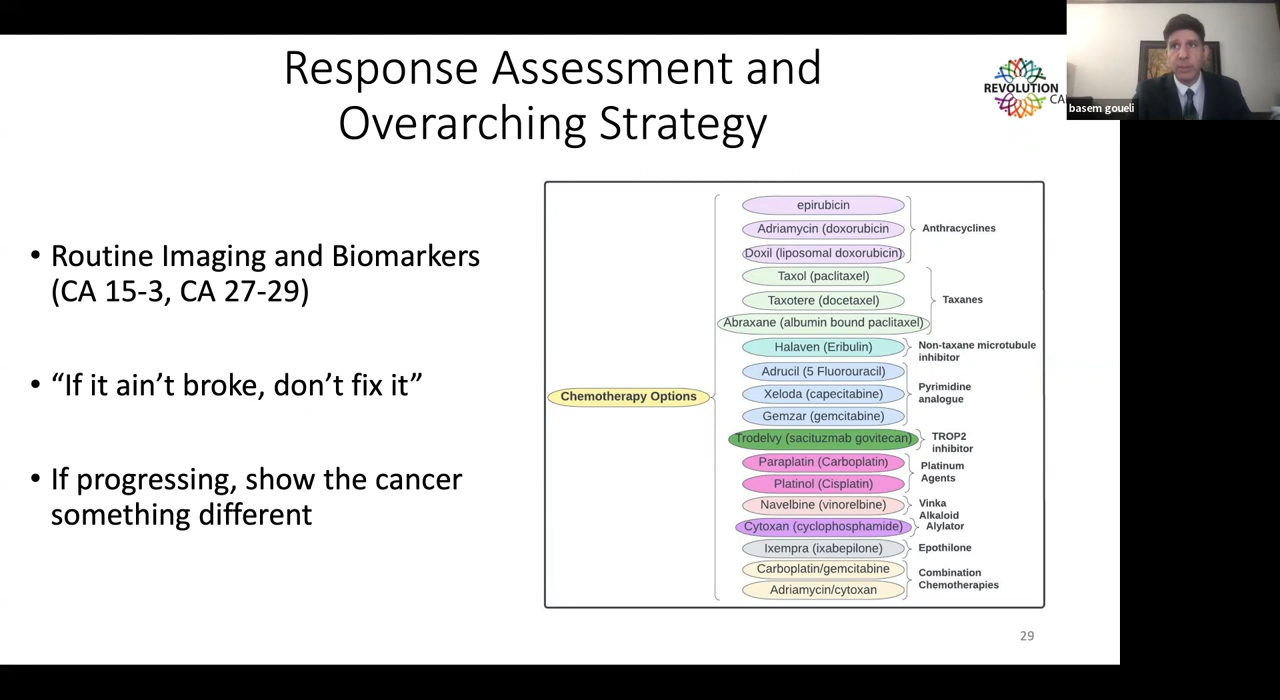 Response Assessment and
Overarching Strategy
REVOLUTION
CA
basem goueli
• Routine Imaging and Biomarkers
(CA 15-3, CA 27-29)
• “If it ain’t broke, don’t fix it”
• If progressing, show the cancer
something different
Chemotherapy Options
epirubicin
Adriamycin (doxorubicin
Doxil (liposomal doxorubicin)
Anthracyclines
Taxol (paclitaxel)
Taxotere (docetaxel)
Abraxane (albumin bound paclitaxel)
Taxanes
Halaven (Eribulin)
Non-taxane microtubule
inhibitor
Adrucil (5 Fluorouracil)
Xeloda (capecitabine)
Gemzar (gemcitabine)
Pyrimidine
analogue
Trodelvy (sacituzmab govitecan)
TROP2
inhibitor
Paraplatin (Carboplatin)
Platinol (Cisplatin)
Platinum
Agents
Navelbine (vinorelbine)
Vinka
Alkaloid
Cytoxan (cyclophosphamide)
Alylator
Ixempra (ixabepilone)
Epothilone
Carboplatin/gemcitabine
Adriamycin/cytoxan
Combination
Chemotherapies
29